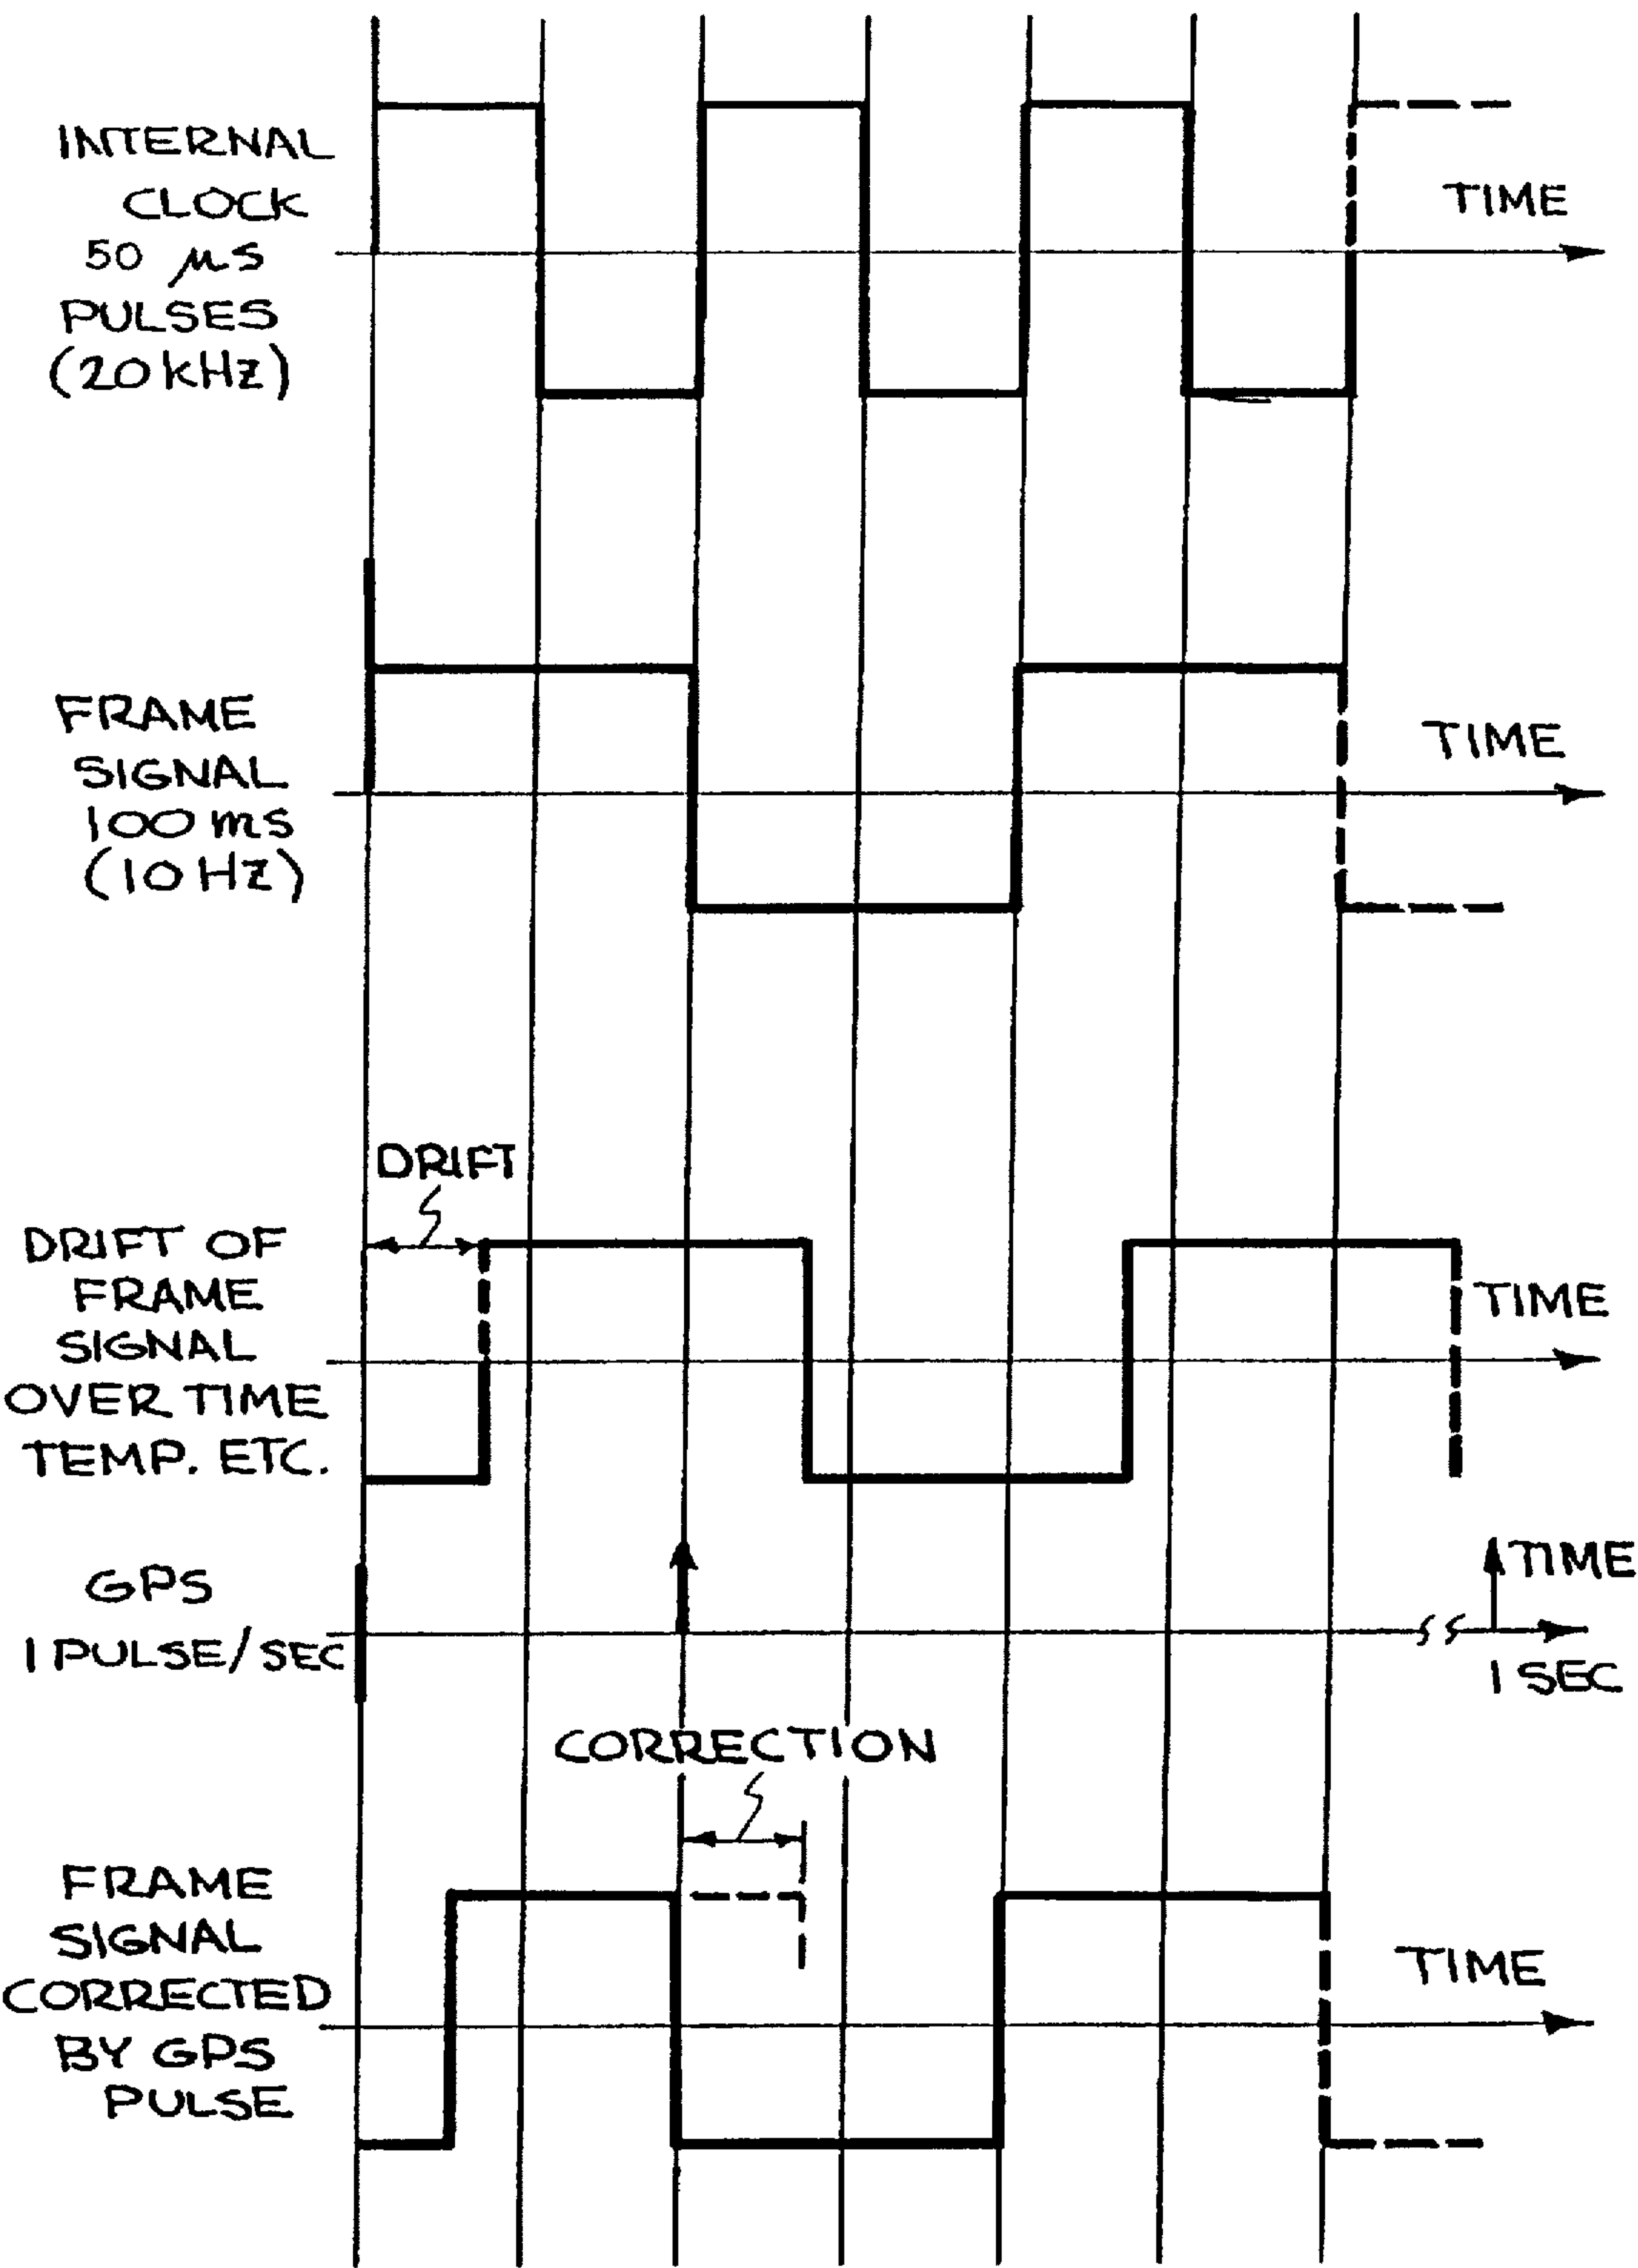 INTERNAL
CLOCK
50 µs
PULSES
(20 kHz)
TIME
FRAME
SIGNAL
100 ms
(10 Hz)
TIME
DRIFT
DRIFT OF
FRAME
SIGNAL
OVER TIME
TEMP. ETC.
TIME
GPS
1 PULSE/SEC
TIME
1 SEC
CORRECTION
FRAME
SIGNAL
CORRECTED
BY GPS
PULSE
TIME